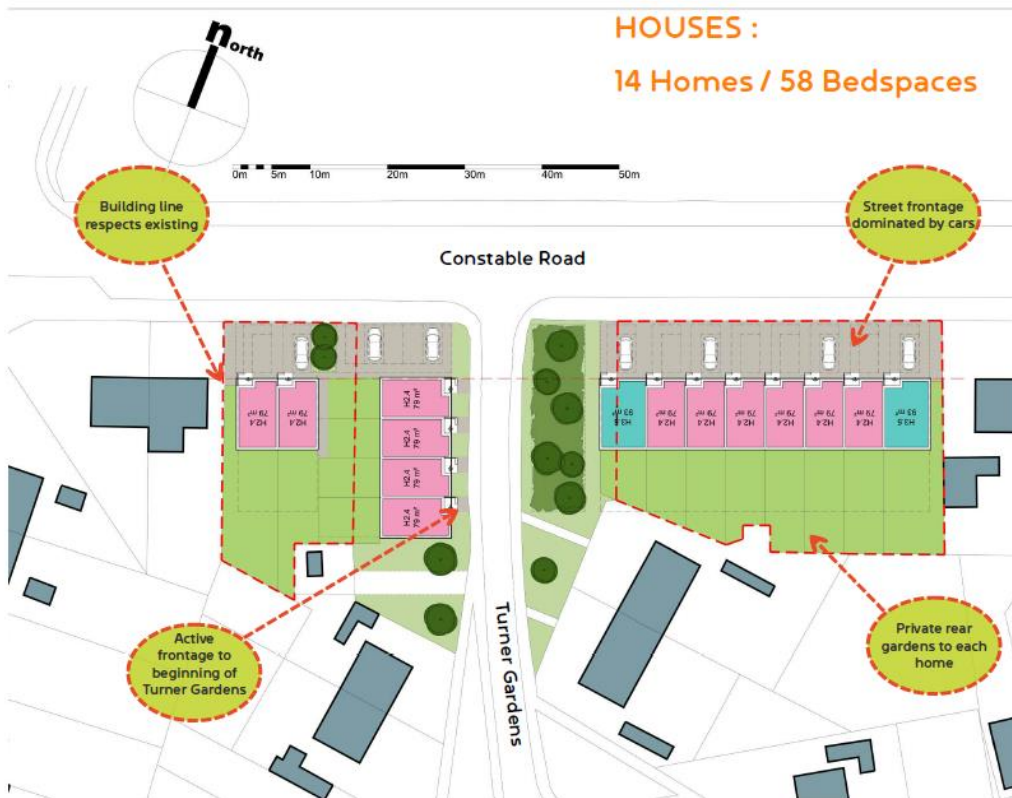 HOUSES :
14 Homes / 58 Bedspaces
north
0m 5m 10m 20m 30m 40m 50m
Building line
respects existing
Street frontage
dominated by cars
Constable Road
H2.4
79 m²
H2.4
79 m²
H2.4
79 m²
H2.4
79 m²
H2.4
79 m²
H2.4
79 m²
93 m²
H2.4
79 m²
H2.4
79 m²
H2.4
79 m²
H2.4
79 m²
H2.4
79 m²
H2.4
79 m²
93 m²
Active
frontage to
beginning of
Turner Gardens
Turner Gardens
Private rear
gardens to each
home